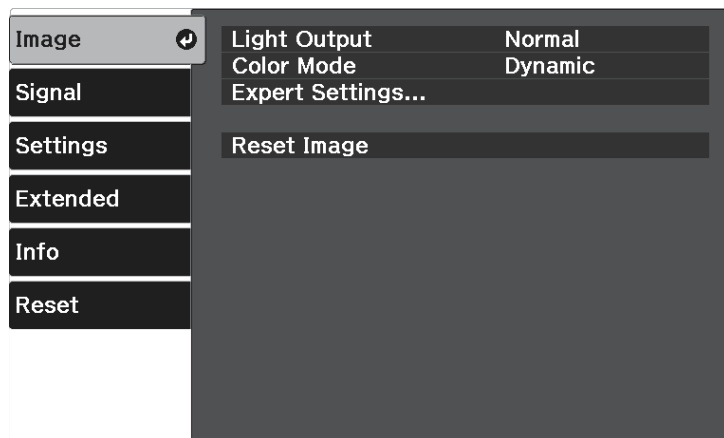 Image
Signal
Settings
Extended
Info
Reset
Light Output Normal
Color Mode Dynamic
Expert Settings...
Reset Image